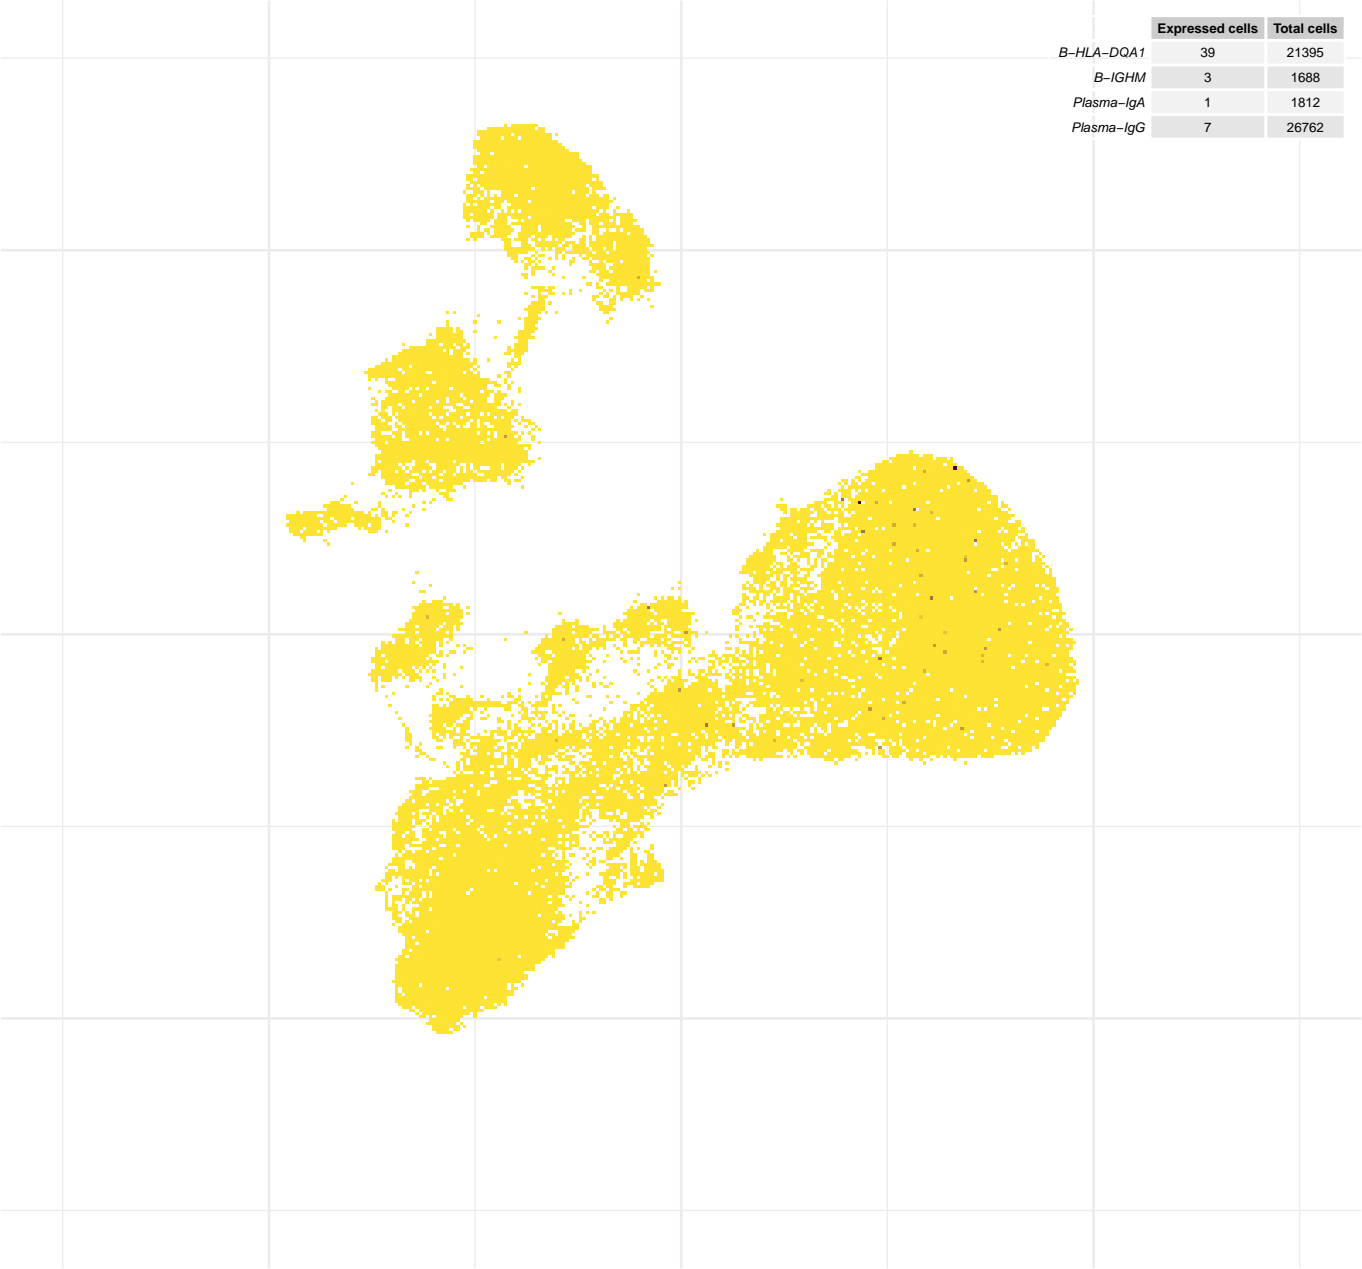 Expressed cells Total cells
B−HLA−DQA1 39 21395
B−IGHM 3 1688
Plasma−IgA 1 1812
Plasma−IgG 7 26762